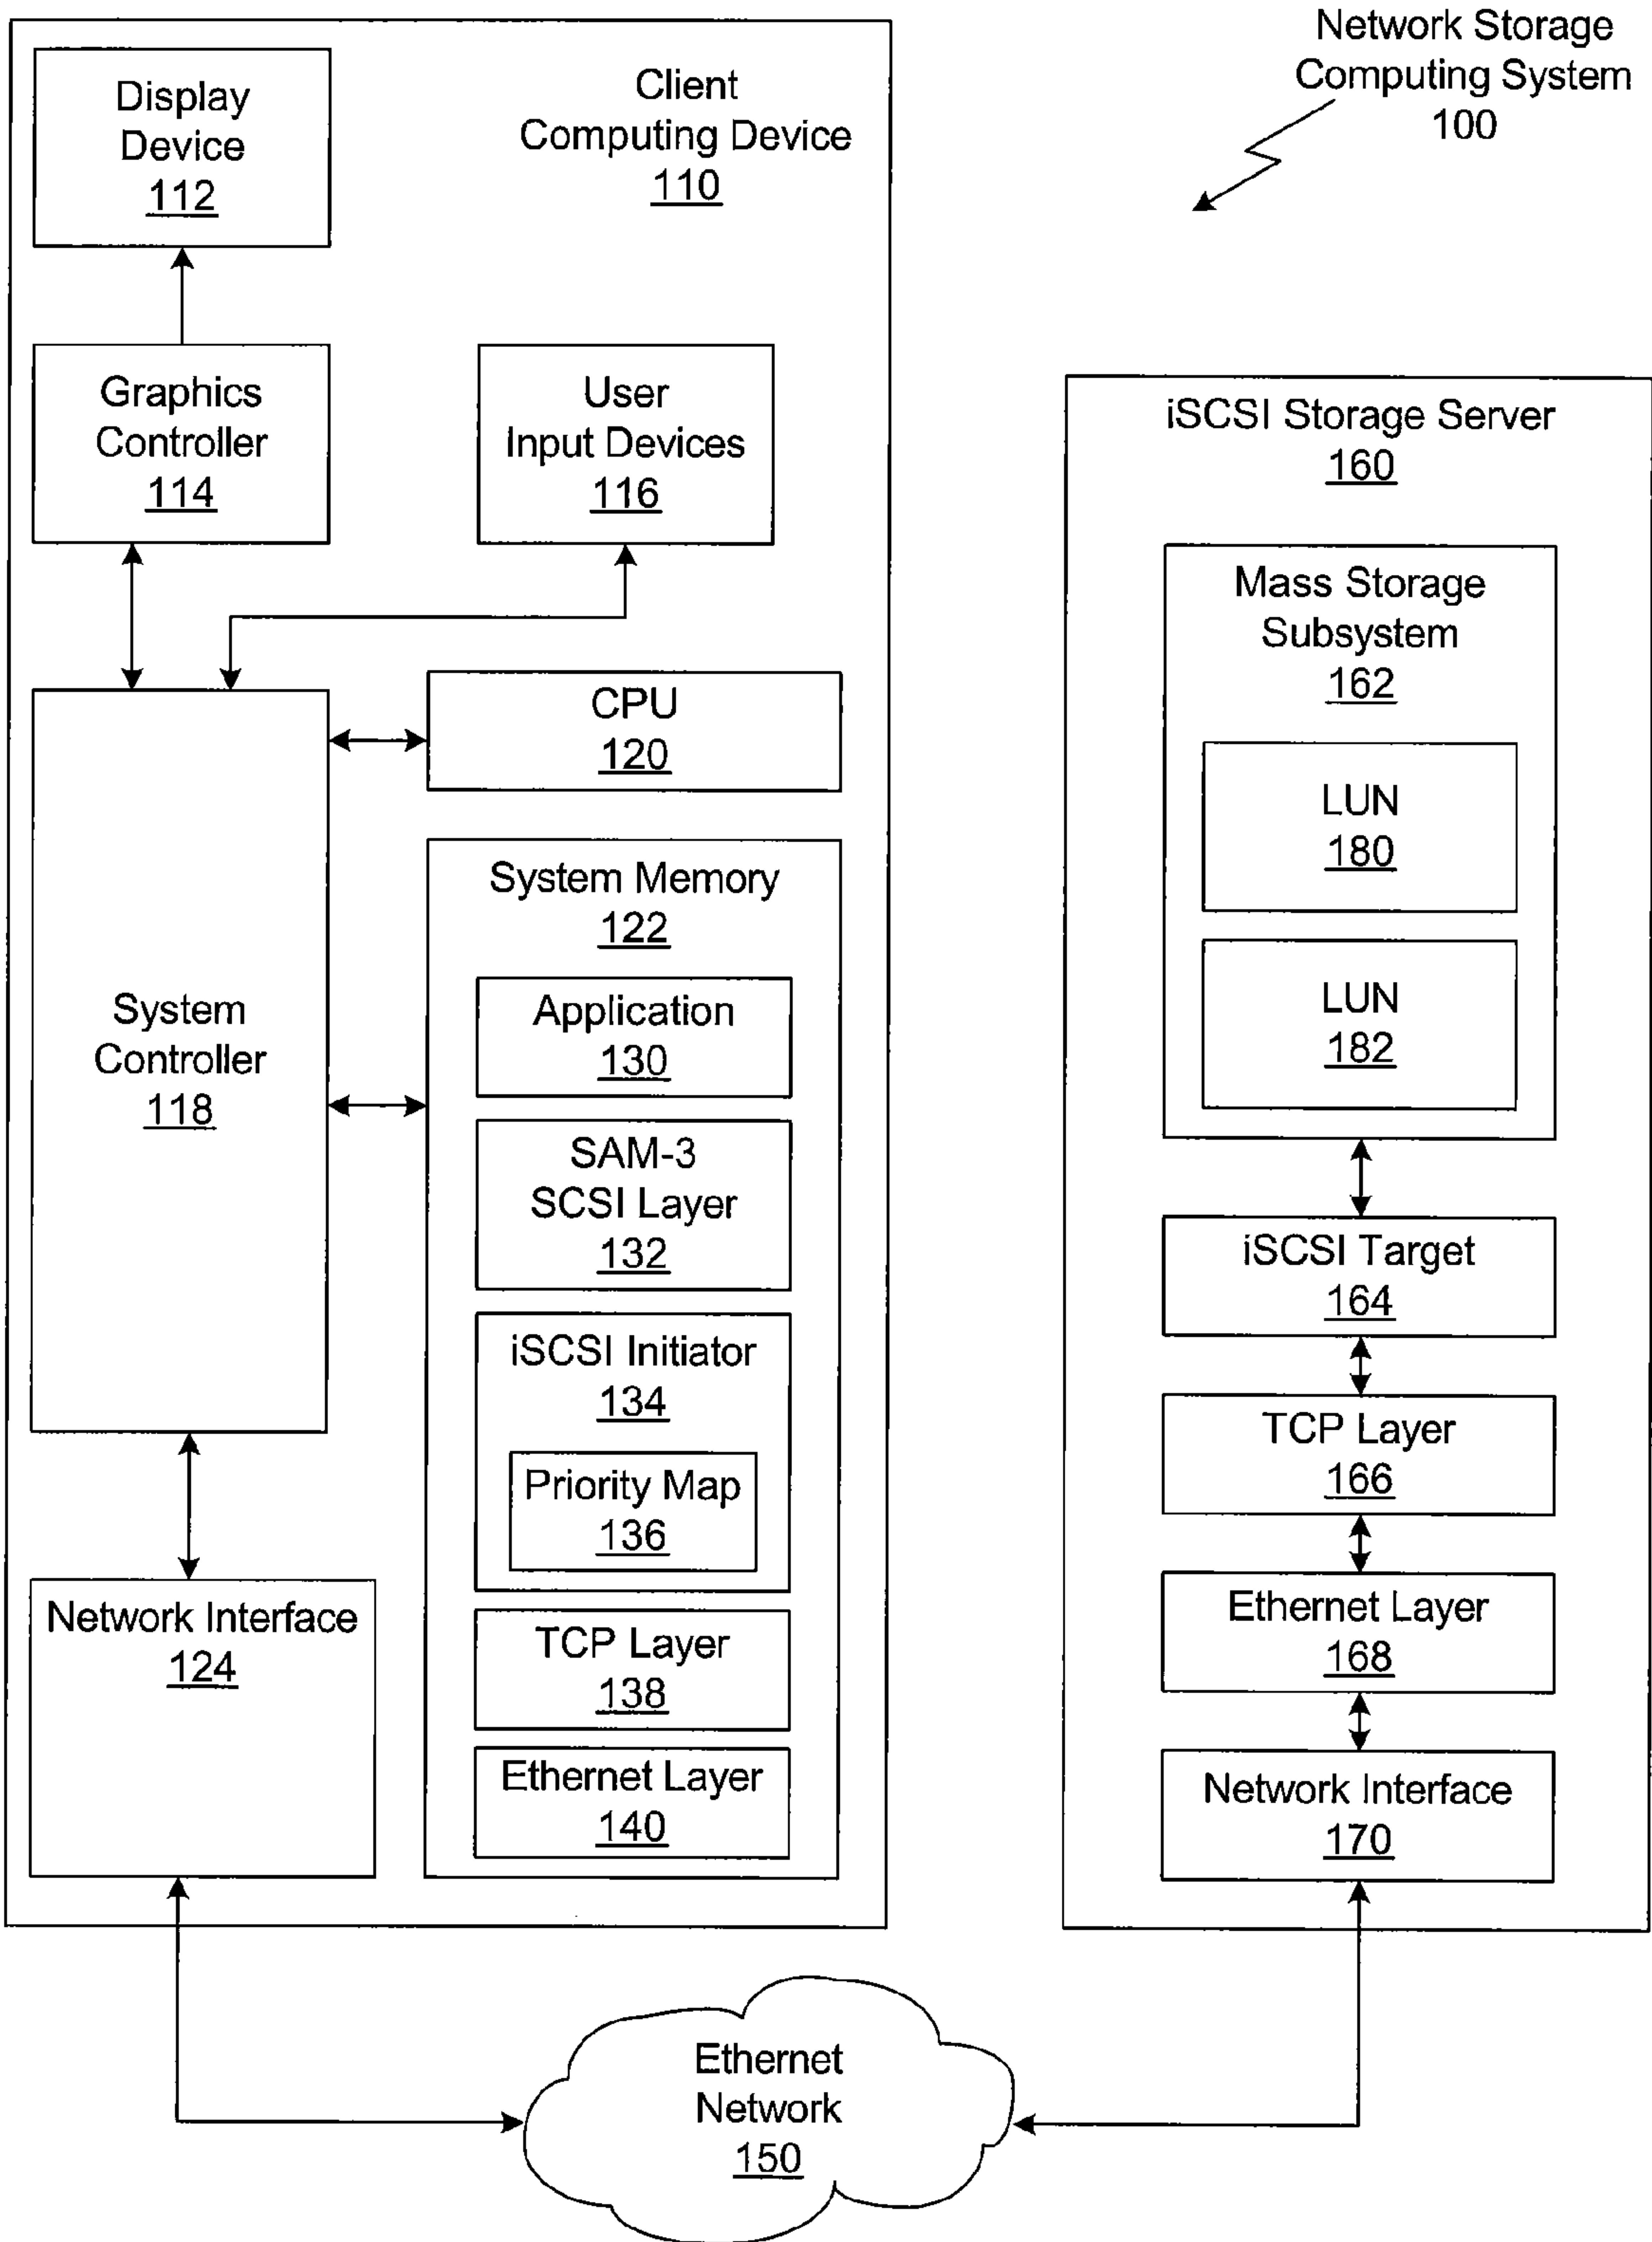 Network Storage
Computing System
100
Client
Computing Device
110
Display
Device
112
Graphics
Controller
114
User
Input Devices
116
System
Controller
118
CPU
120
System Memory
122
Application
130
SAM-3
SCSI Layer
132
iSCSI Initiator
134
Priority Map
136
TCP Layer
138
Ethernet Layer
140
Network Interface
124
iSCSI Storage Server
160
Mass Storage
Subsystem
162
LUN
180
LUN
182
iSCSI Target
164
TCP Layer
166
Ethernet Layer
168
Network Interface
170
Ethernet
Network
150